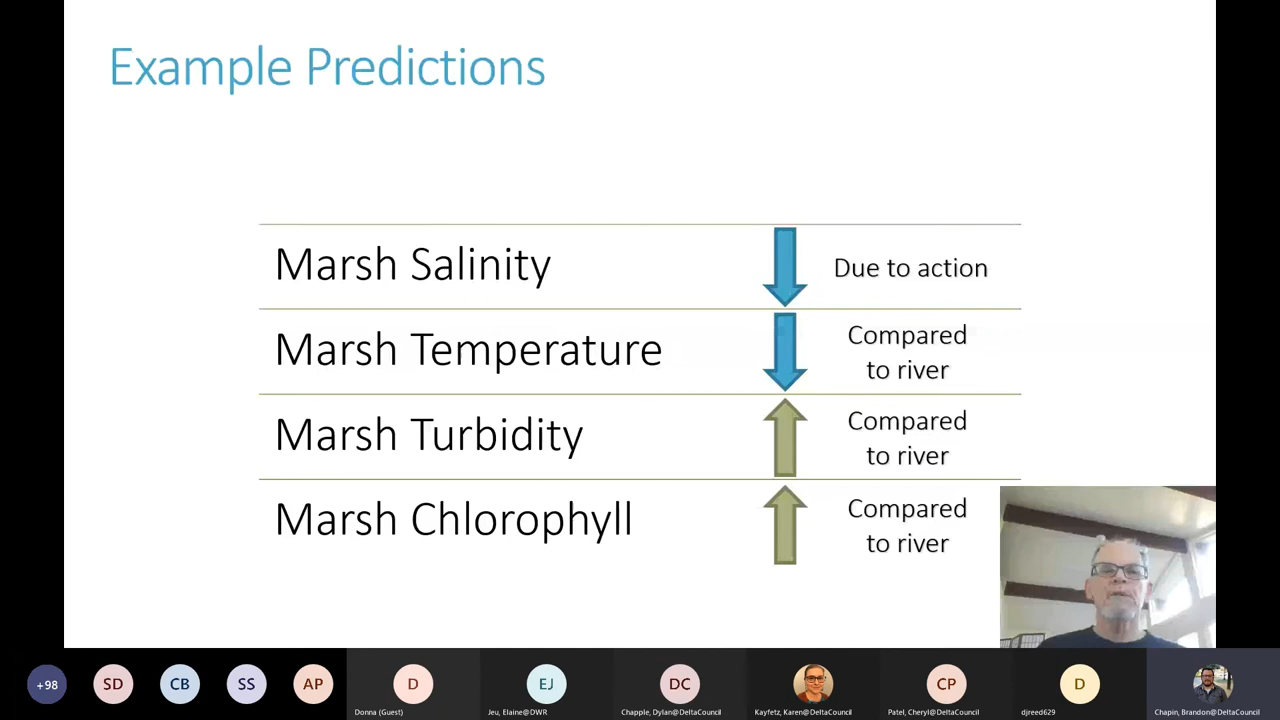 Example Predictions
Marsh Salinity
Due to action
Marsh Temperature
Compared
to river
Marsh Turbidity
Compared
to river
Marsh Chlorophyll
Compared
to river
+98
SD
CB
SS
AP
D
EJ
DC
CP
D
Donna (Guest)
Jeu, Elaine@DWR
Chapple, Dylan@DeltaCouncil
Kayfetz, Karen@DeltaCouncil
Patel, Cheryl@DeltaCouncil
djreed629
Chapin, Brandon@DeltaCouncil